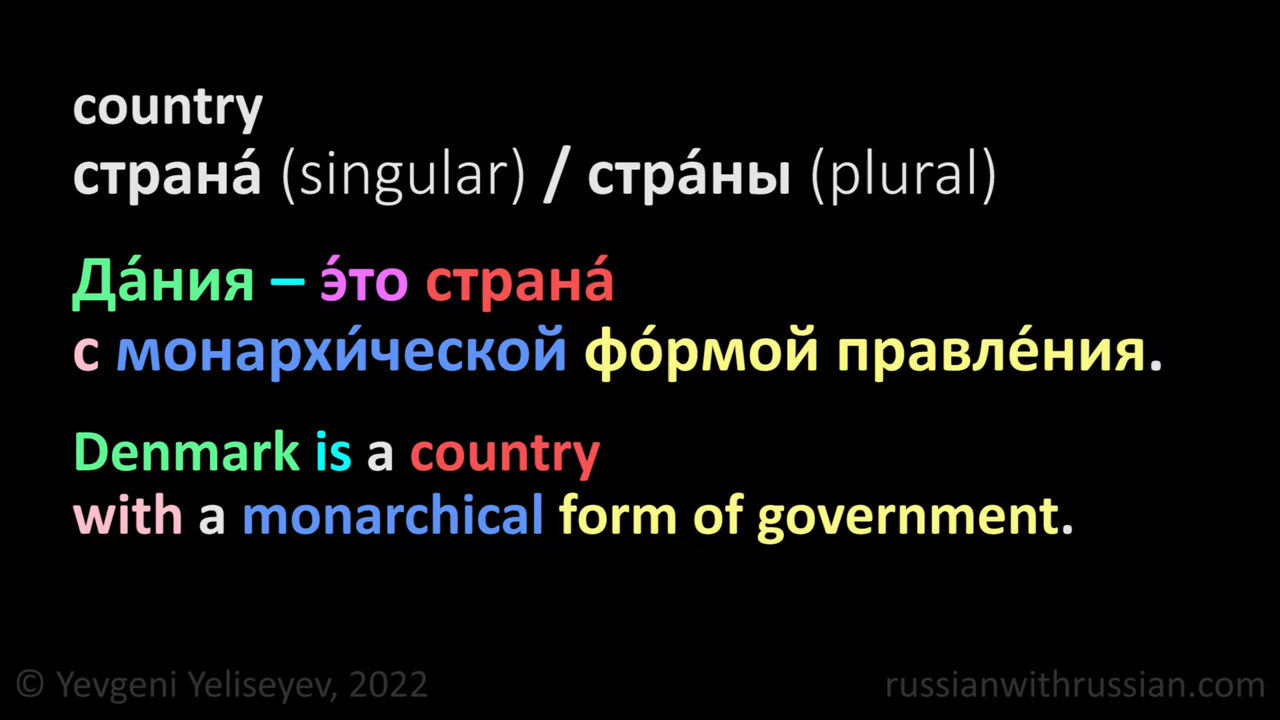 country
страна́ (singular) / стра́ны (plural)
Да́ния – э́то страна́
с монархи́ческой фо́рмой правле́ния.
Denmark is a country
with a monarchical form of government.
© Yevgeni Yeliseyev, 2022
russianwithrussian.com